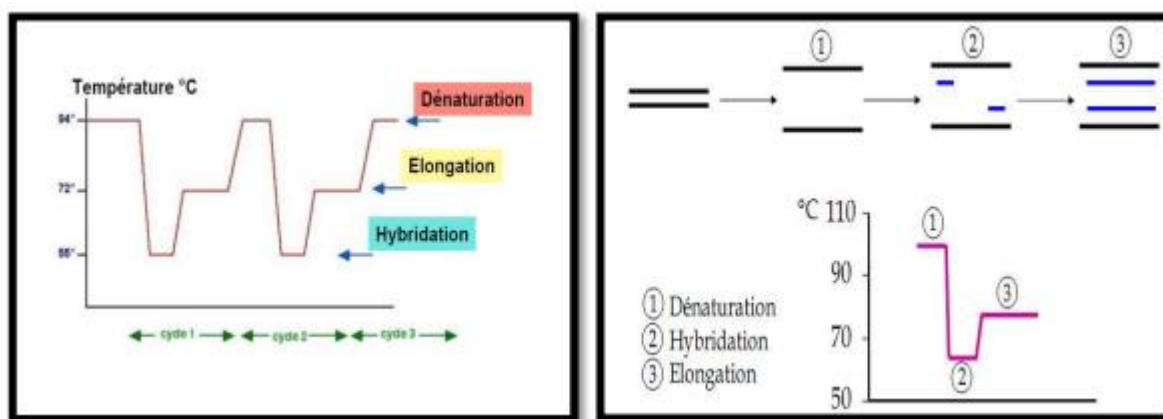 Température °C
94°
Dénaturation
72°
Elongation
55°
Hybridation
cycle 1
cycle 2
cycle 3
① ② ③
°C 110
90
70
50
①
③
②
① Dénaturation
② Hybridation
③ Elongation